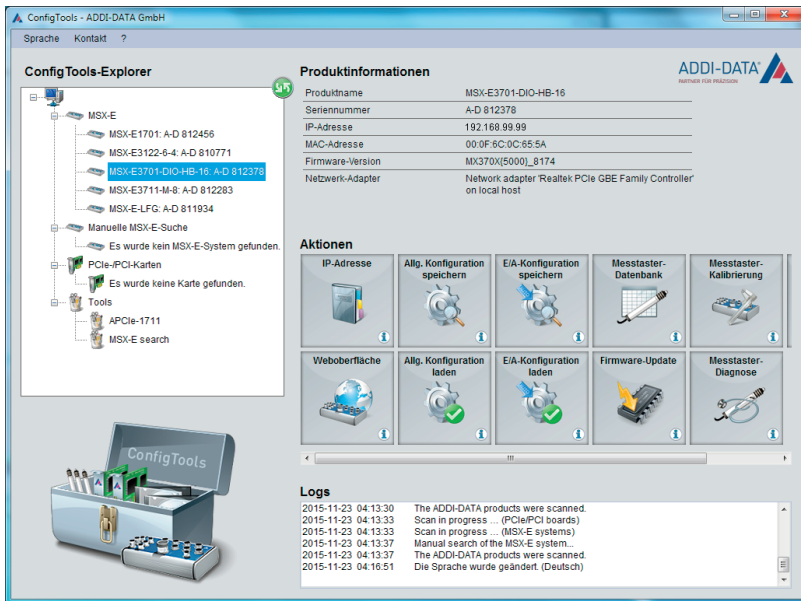 ConfigTools - ADDI-DATA GmbH
Sprache Kontakt ?
ConfigTools-Explorer
MSX-E
MSX-E1701: A-D 812456
MSX-E3122-6-4: A-D 810771
MSX-E3701-DIO-HB-16: A-D 812378
MSX-E3711-M-8: A-D 812283
MSX-E-LFG: A-D 811934
Manuelle MSX-E-Suche
Es wurde kein MSX-E-System gefunden.
PCIe-/PCI-Karten
Es wurde keine Karte gefunden.
Tools
APCIe-1711
MSX-E search
ConfigTools
Produktinformationen
ADDI-DATA
PARTNER FÜR PRÄZISION
Produktname MSX-E3701-DIO-HB-16
Seriennummer A-D 812378
IP-Adresse 192.168.99.99
MAC-Adresse 00:0F:6C:0C:65:5A
Firmware-Version MX370X{5000}_8174
Netzwerk-Adapter Network adapter 'Realtek PCIe GBE Family Controller'
on local host
Aktionen
IP-Adresse
Allg. Konfiguration
speichern
E/A-Konfiguration
speichern
Messtaster-
Datenbank
Messtaster-
Kalibrierung
Weboberfläche
Allg. Konfiguration
laden
E/A-Konfiguration
laden
Firmware-Update
Messtaster-
Diagnose
Logs
2015-11-23 04:13:30 The ADDI-DATA products were scanned.
2015-11-23 04:13:33 Scan in progress ... (PCIe/PCI boards)
2015-11-23 04:13:33 Scan in progress ... (MSX-E systems)
2015-11-23 04:13:37 Manual search of the MSX-E system...
2015-11-23 04:13:37 The ADDI-DATA products were scanned.
2015-11-23 04:16:51 Die Sprache wurde geändert. (Deutsch)